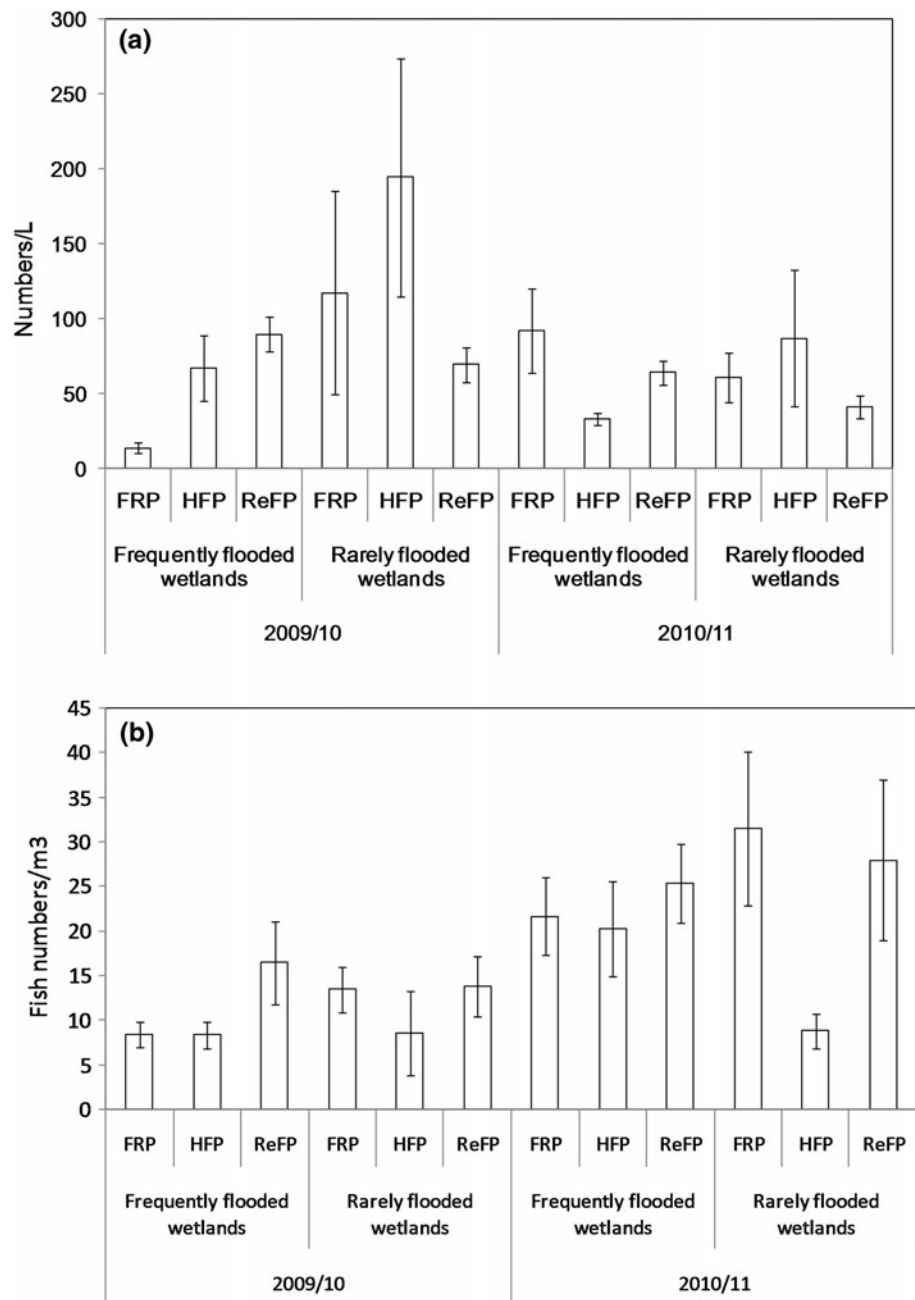 (a)
300
250
200
150
100
50
0
Numbers/L
FRP HFP ReFP FRP HFP ReFP FRP HFP ReFP FRP HFP ReFP
Frequently flooded wetlands Rarely flooded wetlands Frequently flooded wetlands Rarely flooded wetlands
2009/10 2010/11
(b)
45
40
35
30
25
20
15
10
5
0
Fish numbers/m3
FRP HFP ReFP FRP HFP ReFP FRP HFP ReFP FRP HFP ReFP
Frequently flooded wetlands Rarely flooded wetlands Frequently flooded wetlands Rarely flooded wetlands
2009/10 2010/11